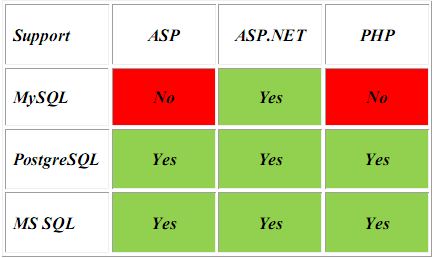 Support ASP ASP.NET PHP
MySQL No Yes No
PostgreSQL Yes Yes Yes
MS SQL Yes Yes Yes